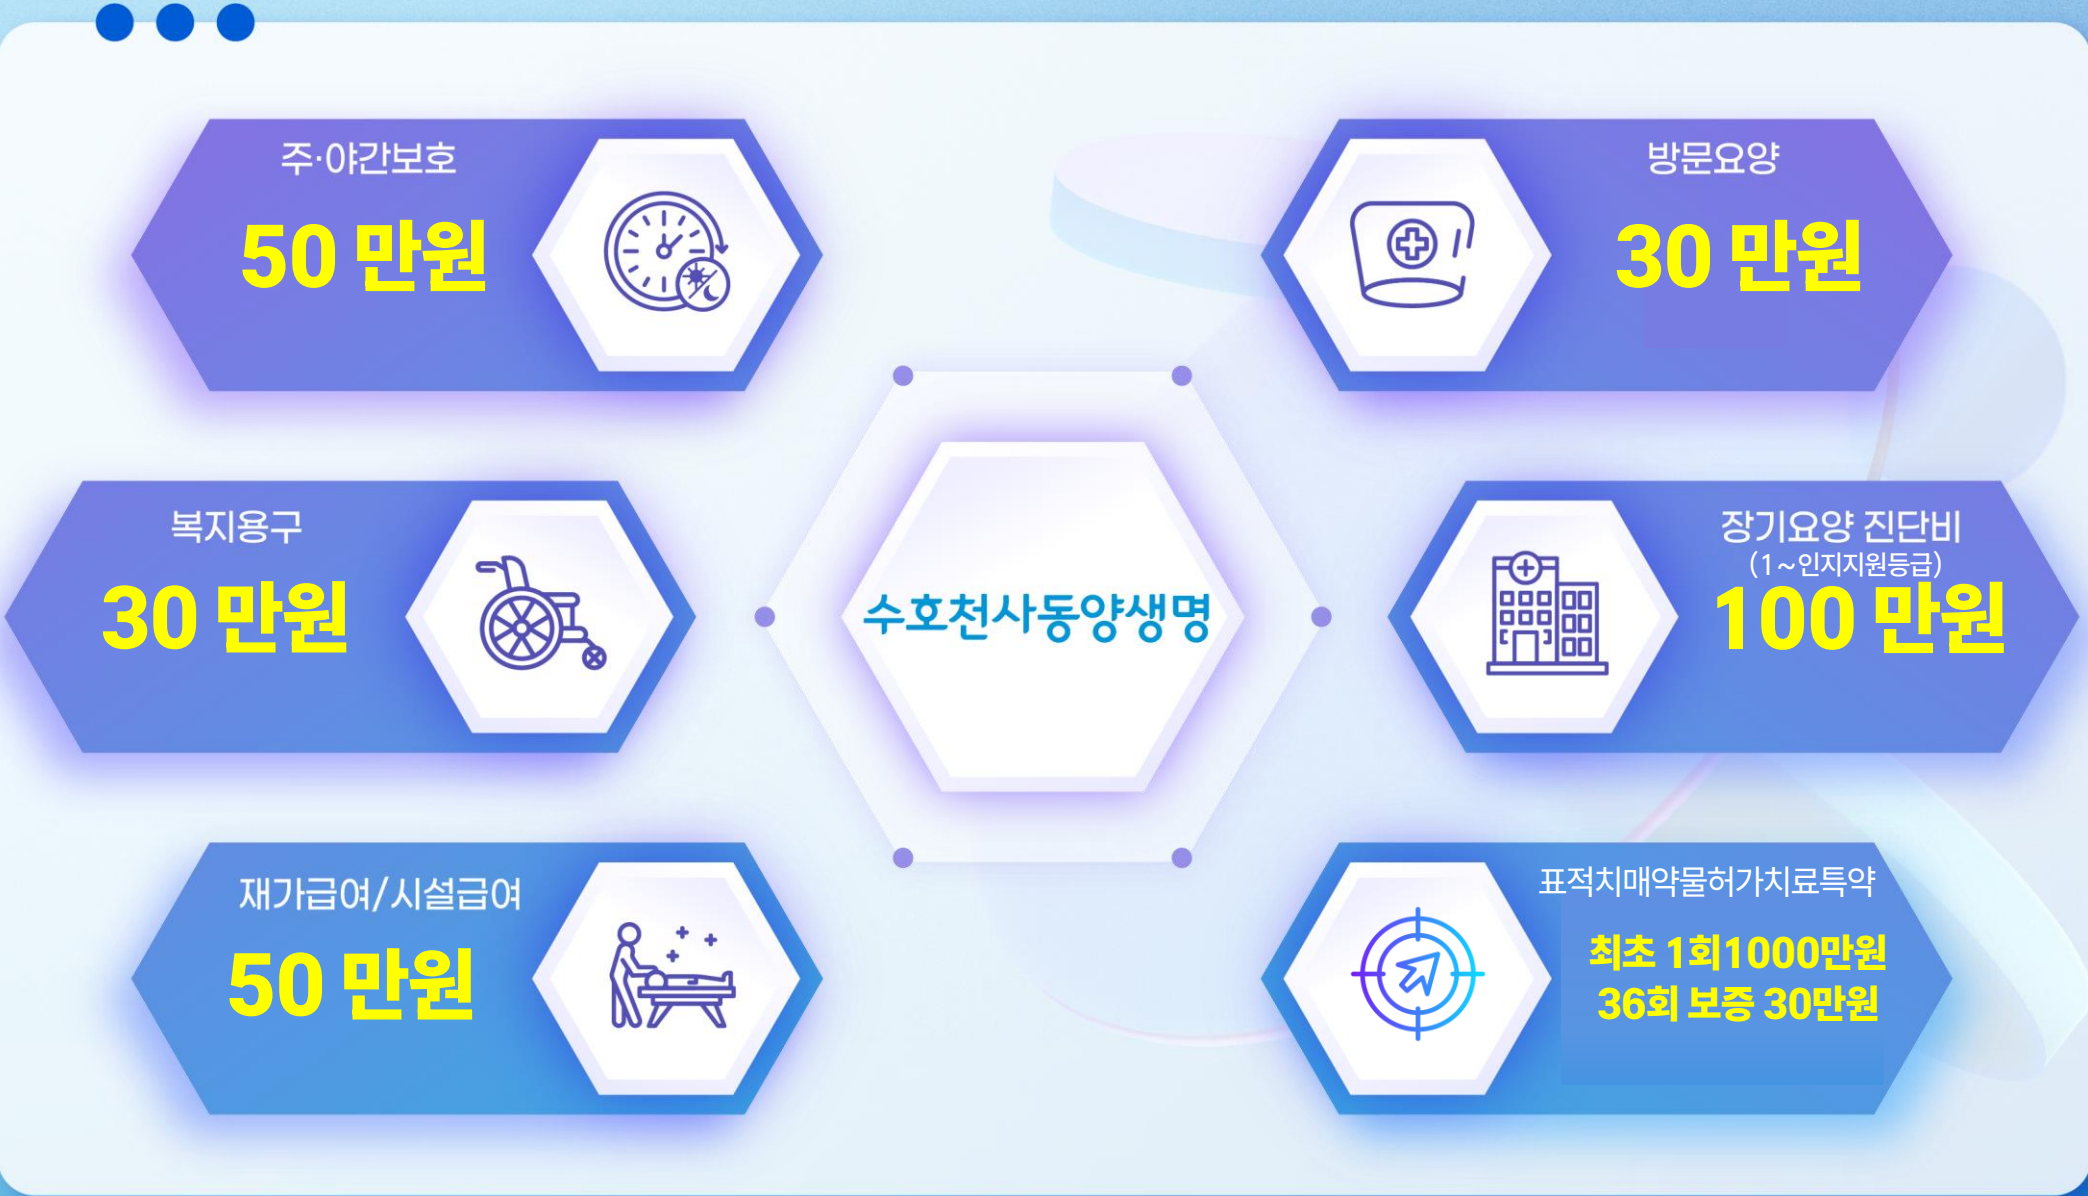 주·야간보호
50 만원
방문요양
30 만원
복지용구
30 만원
수호천사동양생명
장기요양 진단비
(1~인지지원등급)
100 만원
재가급여/시설급여
50 만원
표적치매약물허가치료특약
최초 1회1000만원
36회 보증 30만원